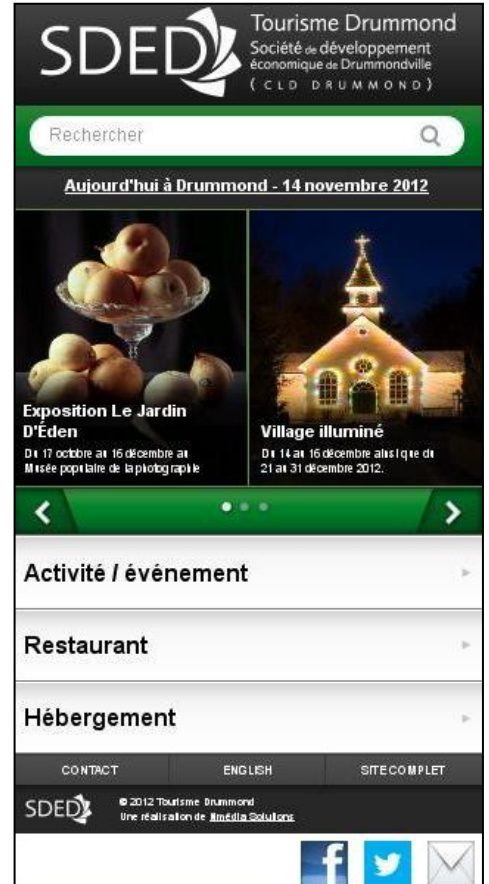 SDED
Tourisme Drummond
Société de développement
économique de Drummondville
( CLD DRUMMOND )
Rechercher
Aujourd'hui à Drummond - 14 novembre 2012
Exposition Le Jardin
D'Éden
Du 17 octobre au 16 décembre au
Musée populaire de la photographie
Village illuminé
Du 14 au 16 décembre ainsi que du
21 au 31 décembre 2012.
Activité / événement
Restaurant
Hébergement
CONTACT
ENGLISH
SITE COMPLET
SDED
© 2012 Tourisme Drummond
Une réalisation de Nmédia Solutions